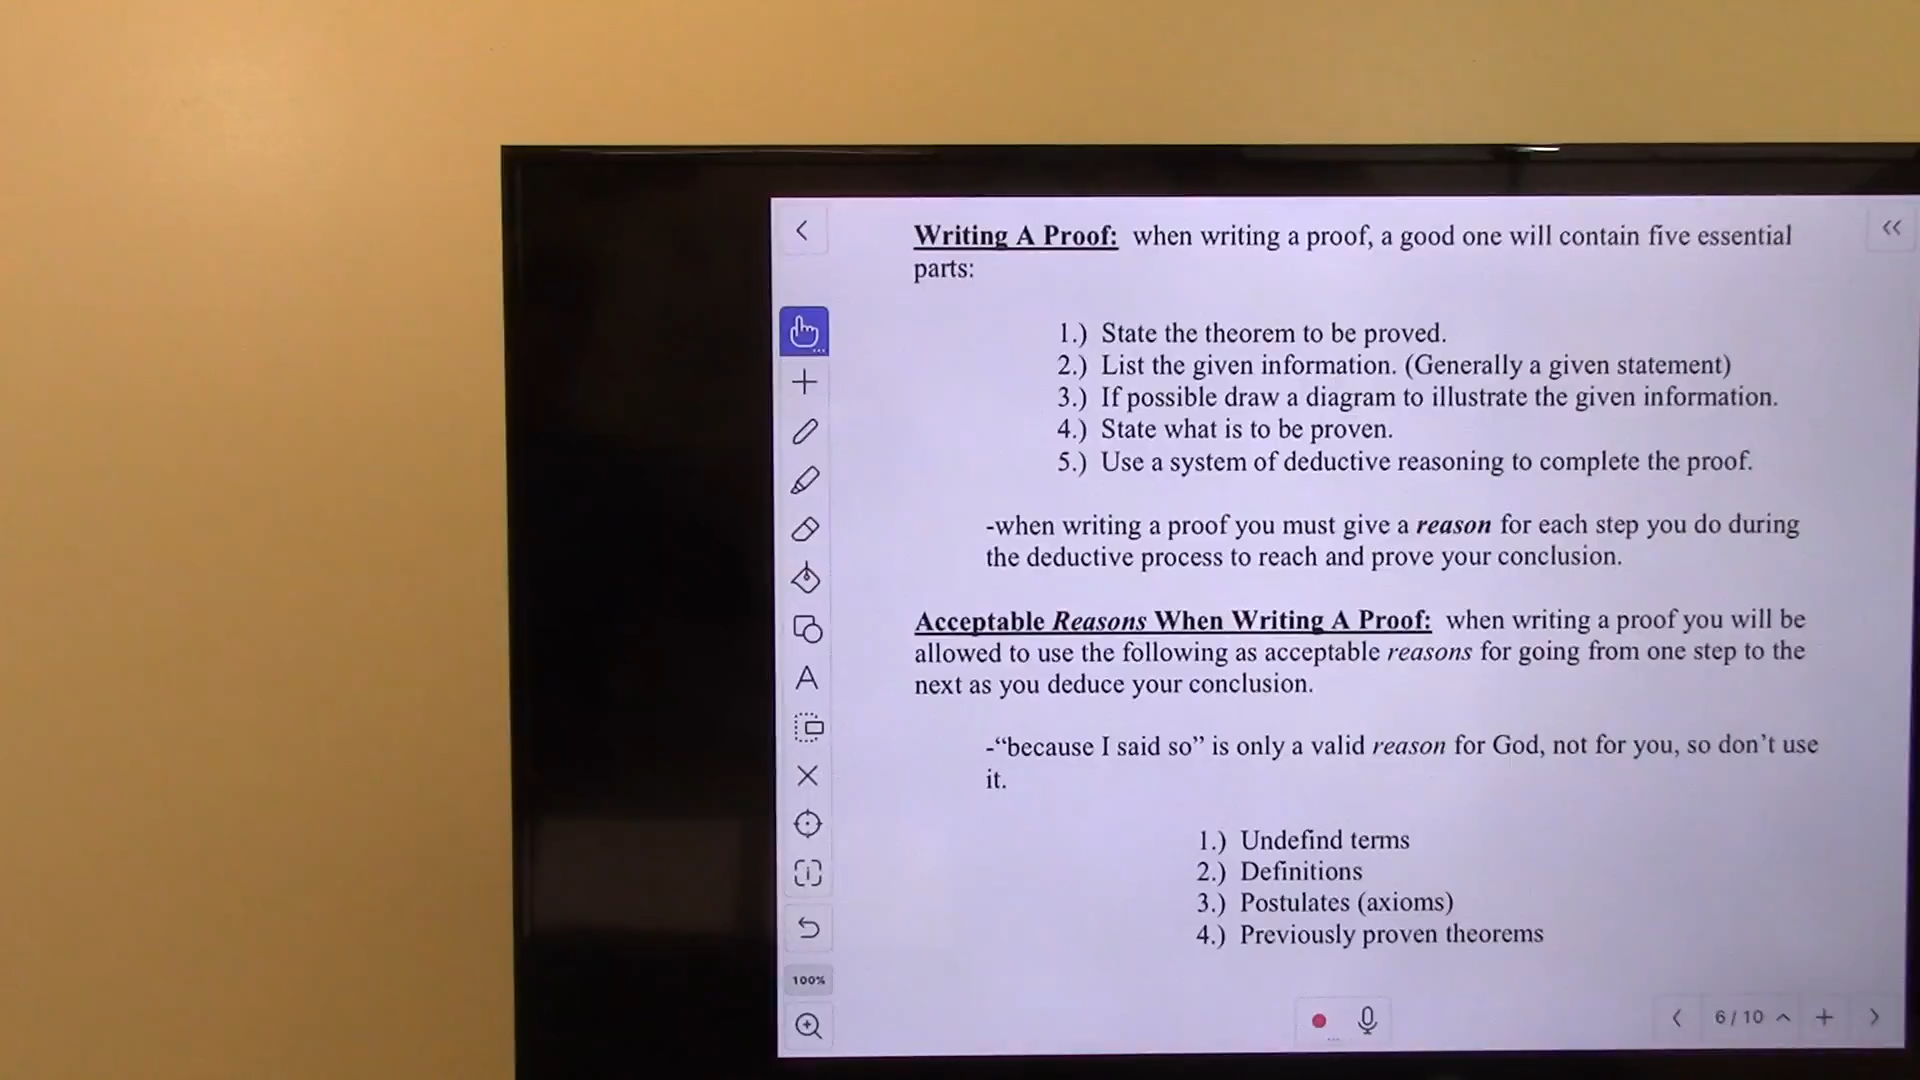 Writing A Proof: when writing a proof, a good one will contain five essential
parts:
1.) State the theorem to be proved.
2.) List the given information. (Generally a given statement)
3.) If possible draw a diagram to illustrate the given information.
4.) State what is to be proven.
5.) Use a system of deductive reasoning to complete the proof.
-when writing a proof you must give a reason for each step you do during
the deductive process to reach and prove your conclusion.
Acceptable Reasons When Writing A Proof: when writing a proof you will be
allowed to use the following as acceptable reasons for going from one step to the
next as you deduce your conclusion.
-“because I said so” is only a valid reason for God, not for you, so don’t use
it.
1.) Undefind terms
2.) Definitions
3.) Postulates (axioms)
4.) Previously proven theorems
100%
6 / 10